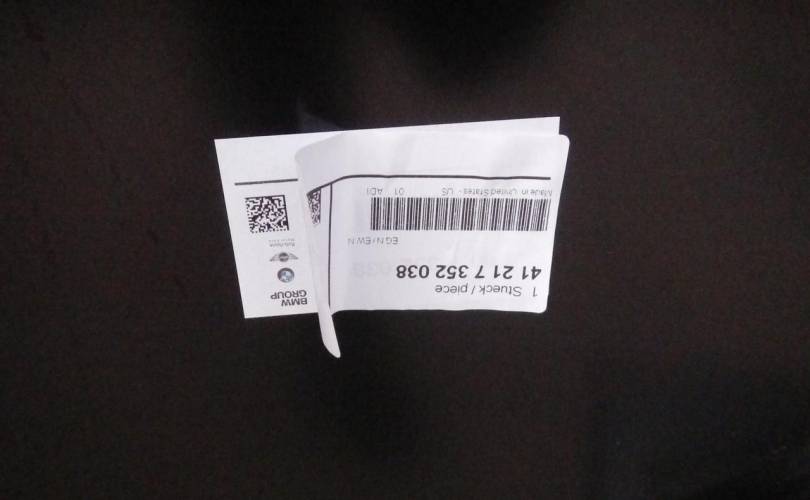 BMW
GROUP
1 Stueck / piece
41 21 7 352 038
EGN/EWN
Made in United States - US 01 AD1